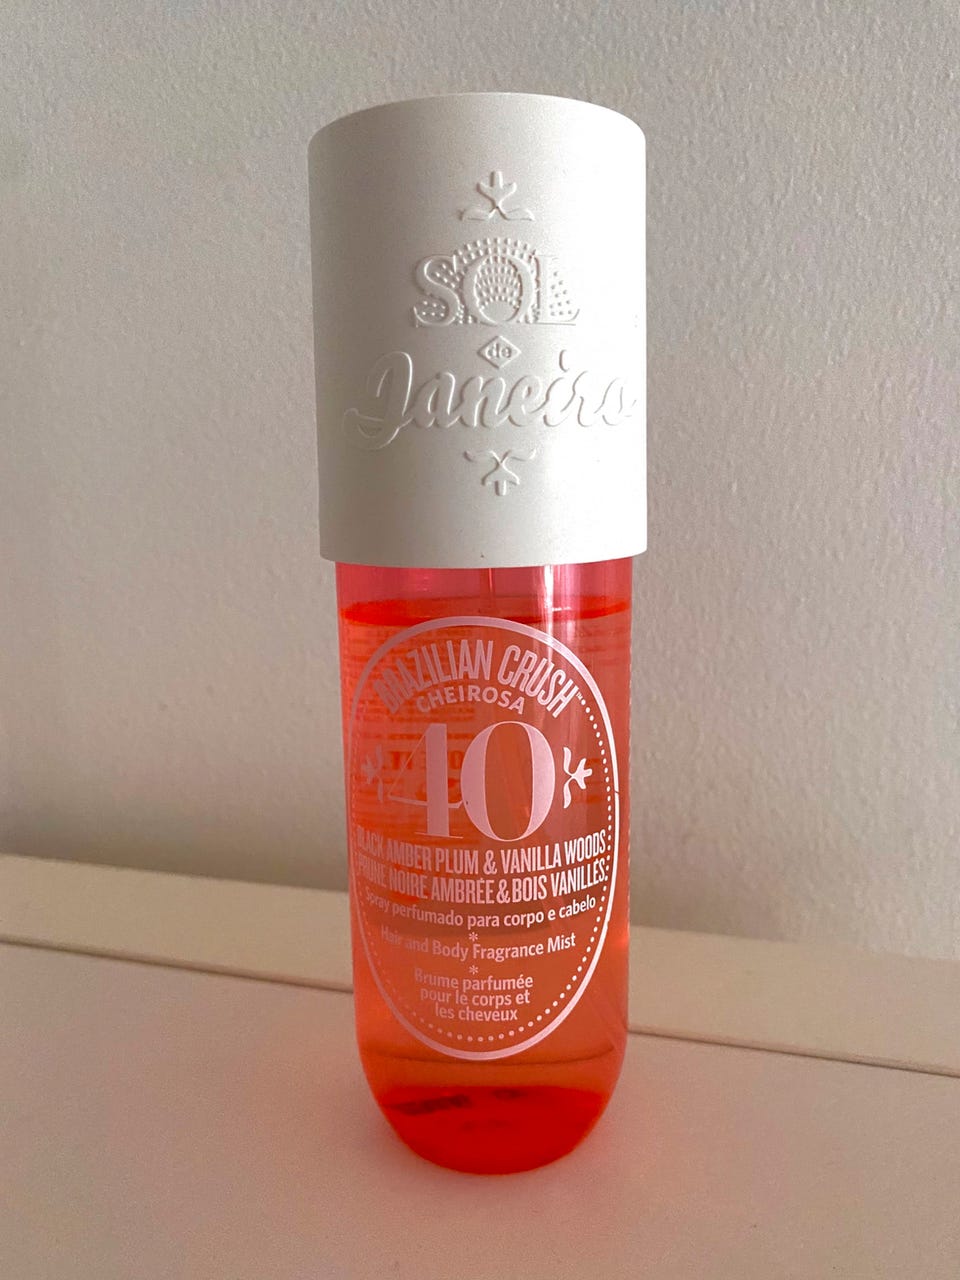 SOL
de
Janeiro
BRAZILIAN CRUSH™
CHEIROSA
40
BLACK AMBER PLUM & VANILLA WOODS
PRUNE NOIRE AMBRÉE & BOIS VANILLÉS
Spray perfumado para corpo e cabelo
*
Hair and Body Fragrance Mist
*
Brume parfumée
pour le corps et
les cheveux